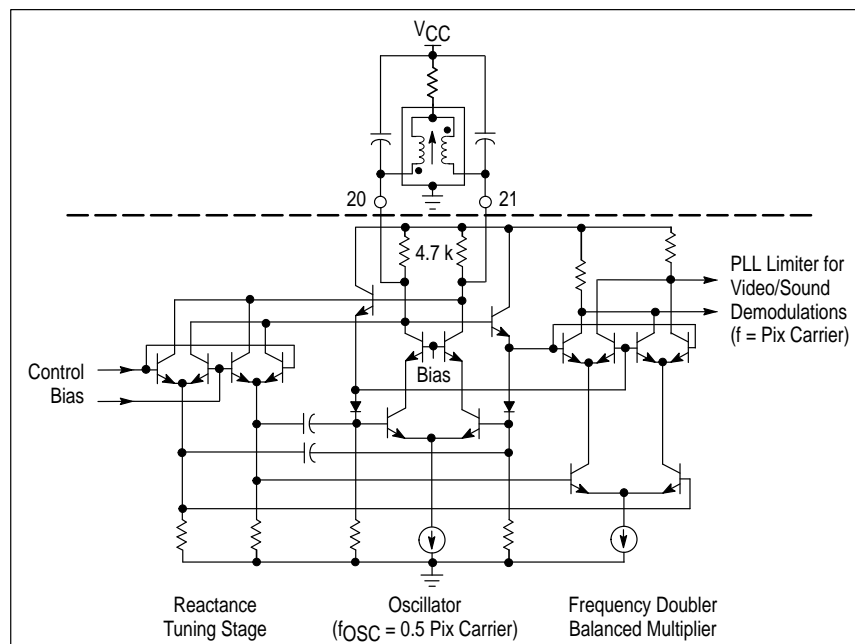 VCC
20
21
4.7 k
PLL Limiter for
Video/Sound
Demodulations
(f = Pix Carrier)
Control
Bias
Bias
Reactance
Tuning Stage
Oscillator
(fOSC = 0.5 Pix Carrier)
Frequency Doubler
Balanced Multiplier